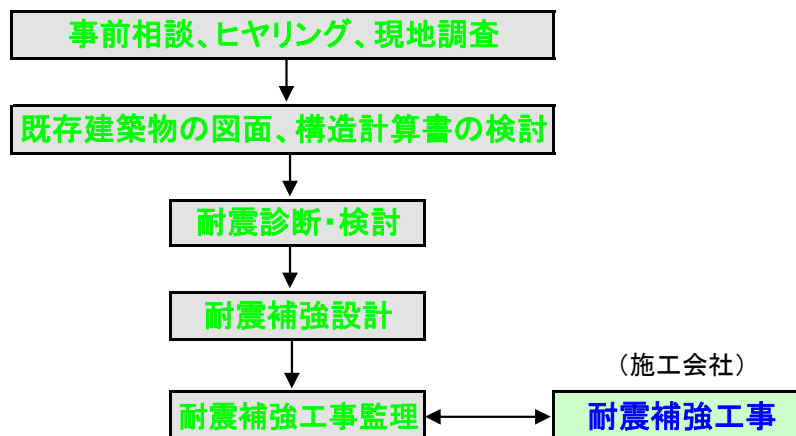 事前相談、ヒヤリング、現地調査
既存建築物の図面、構造計算書の検討
耐震診断・検討
耐震補強設計
（施工会社）
耐震補強工事監理
耐震補強工事